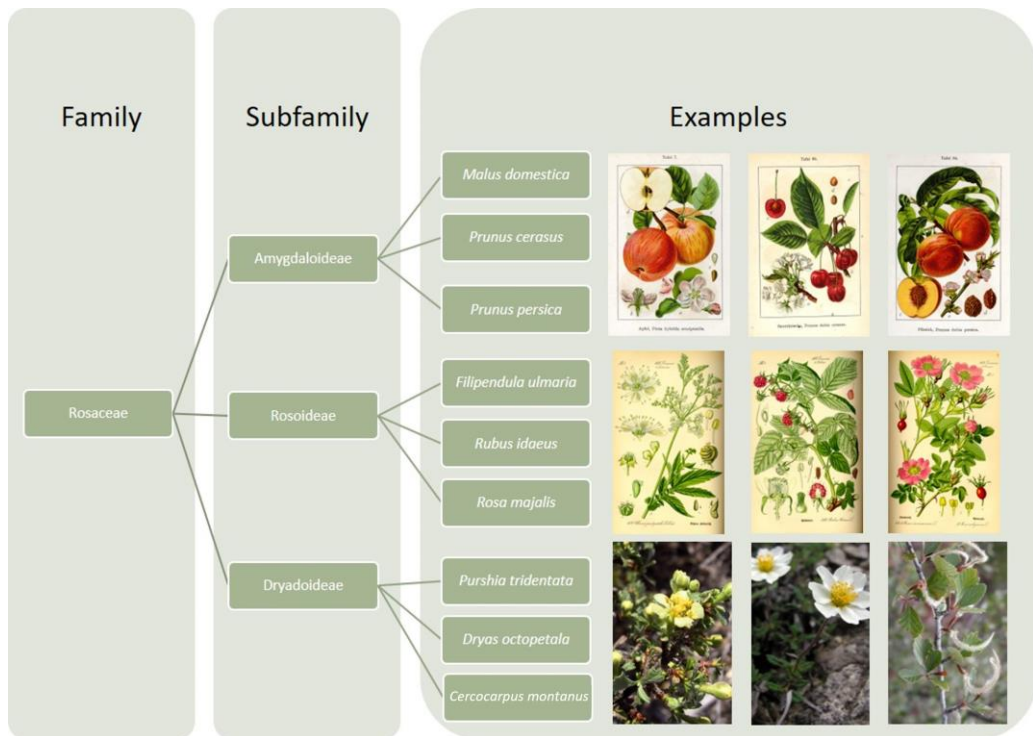 Family
Subfamily
Examples
Rosaceae
Amygdaloideae
Rosoideae
Dryadoideae
Malus domestica
Prunus cerasus
Prunus persica
Filipendula ulmaria
Rubus idaeus
Rosa majalis
Purshia tridentata
Dryas octopetala
Cercocarpus montanus